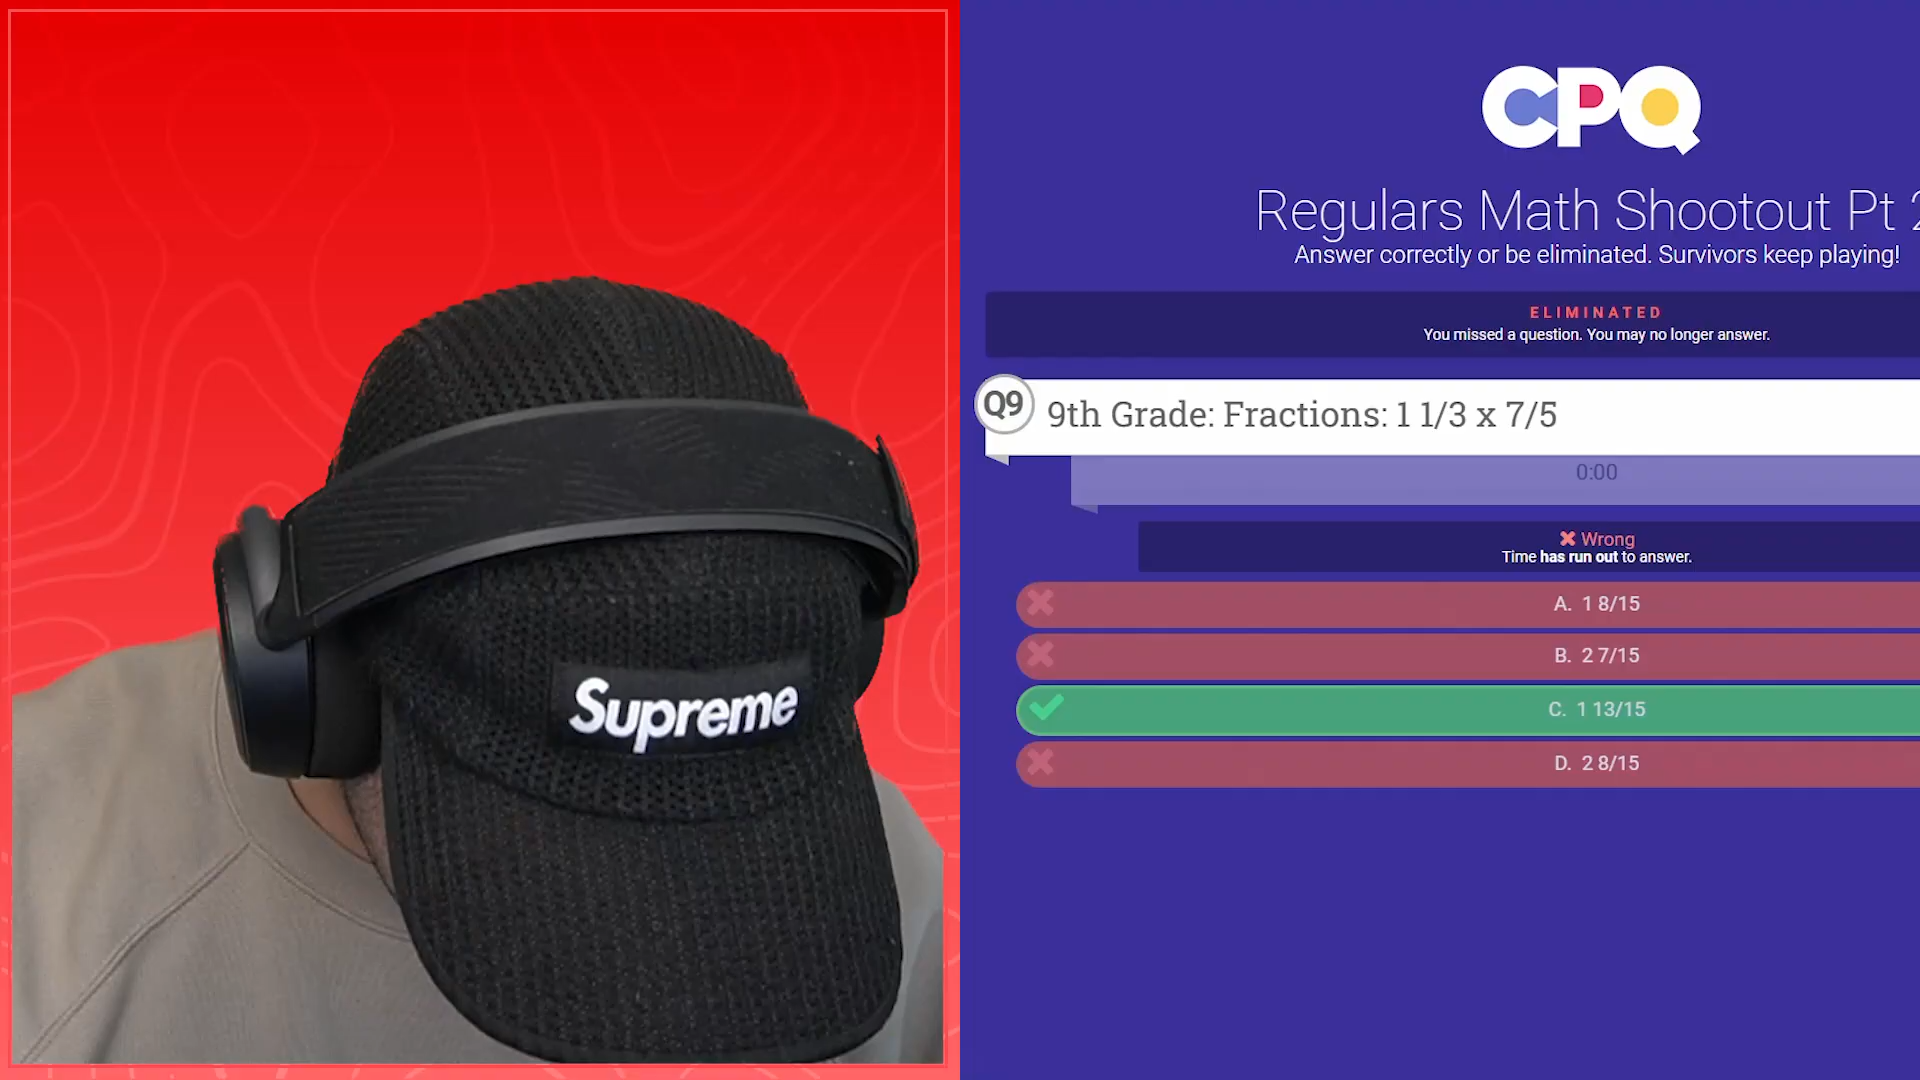 CPQ
Regulars Math Shootout Pt
Answer correctly or be eliminated. Survivors keep playing!
ELIMINATED
You missed a question. You may no longer answer.
Q9 9th Grade: Fractions: 1 1/3 x 7/5
0:00
Wrong
Time has run out to answer.
A. 1 8/15
B. 2 7/15
C. 1 13/15
D. 2 8/15
Supreme